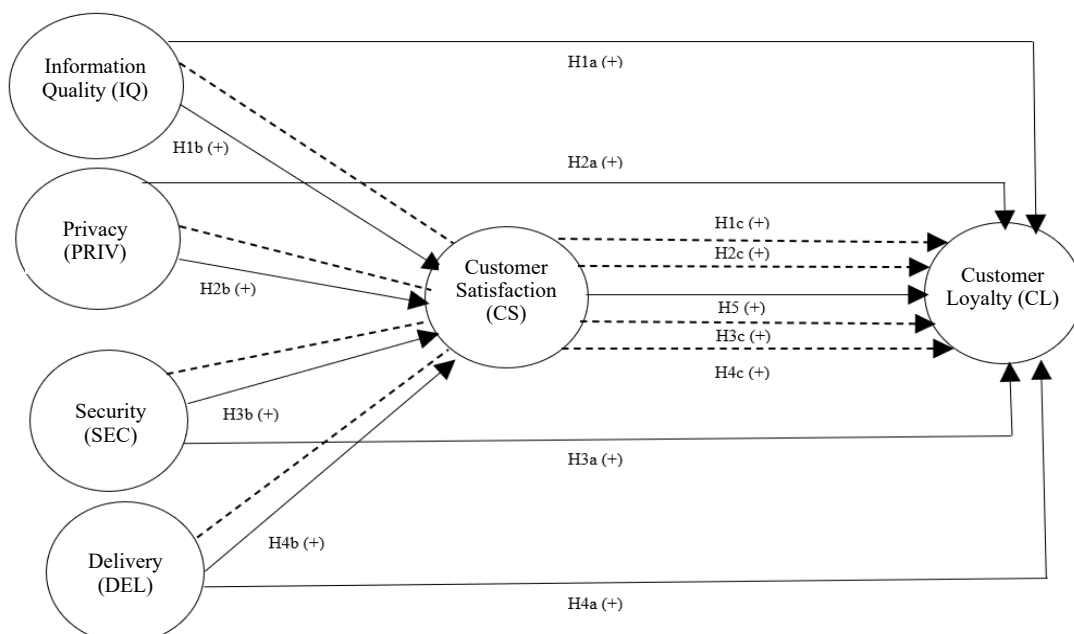 Information
Quality (IQ)
H1a (+)
H1b (+)
H2a (+)
Privacy
(PRIV)
H2b (+)
Customer
Satisfaction
(CS)
H1c (+)
H2c (+)
H5 (+)
H3c (+)
H4c (+)
Customer
Loyalty (CL)
Security
(SEC)
H3b (+)
H3a (+)
Delivery
(DEL)
H4b (+)
H4a (+)